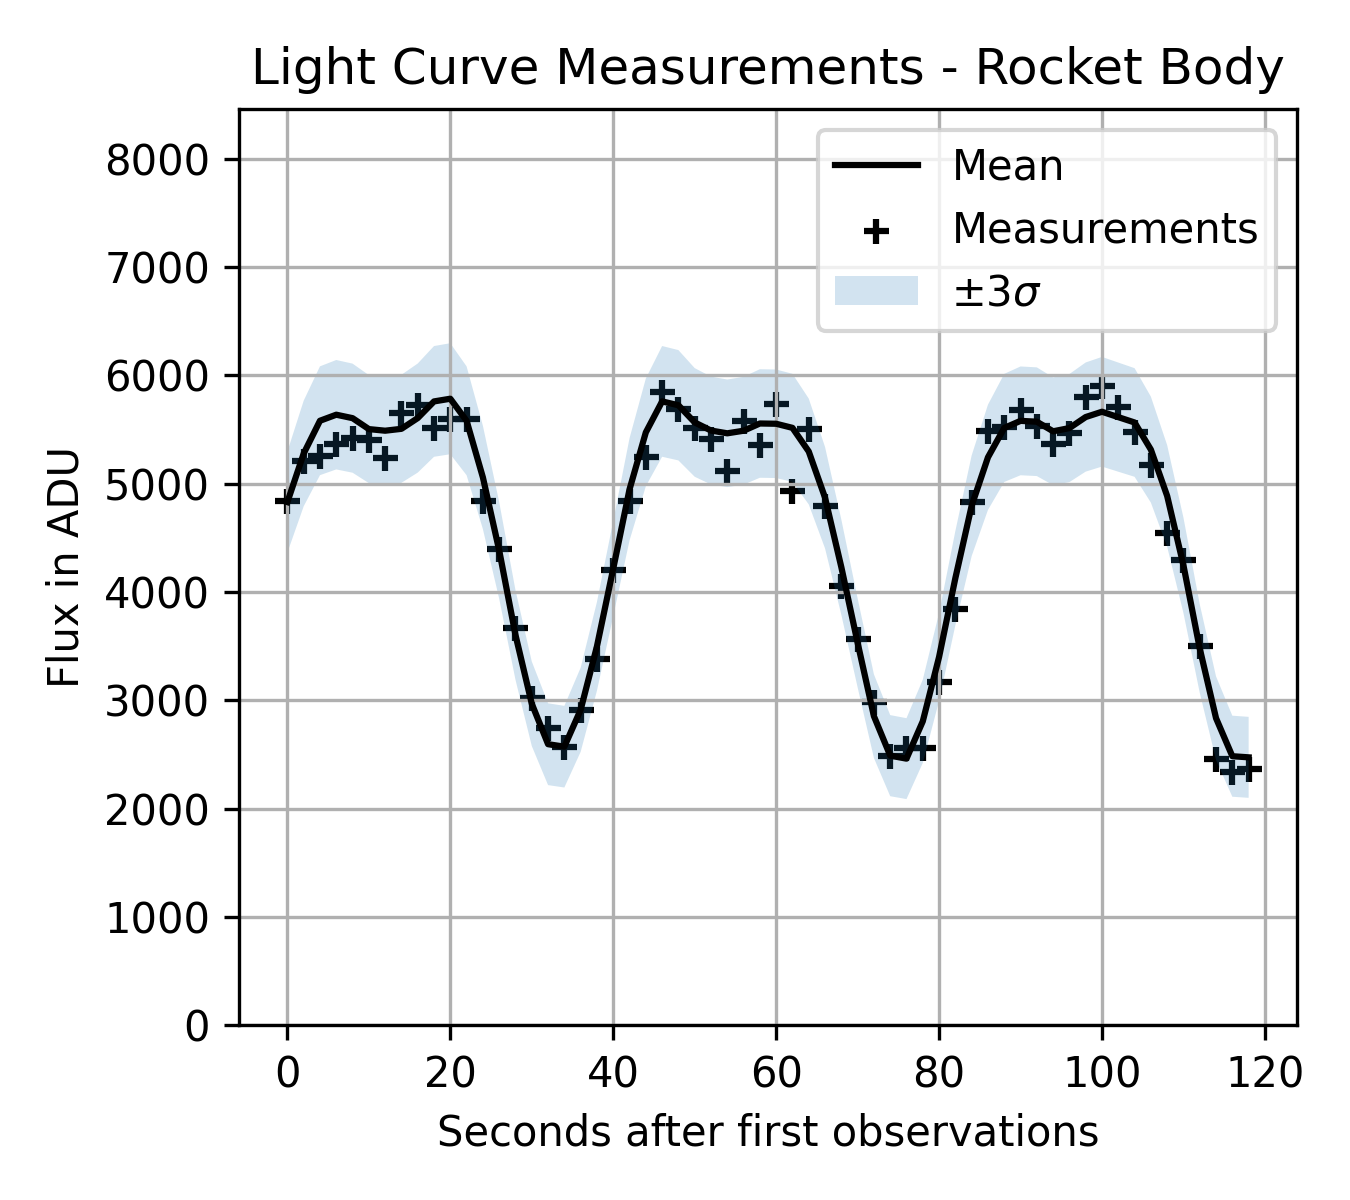 Light Curve Measurements - Rocket Body
Mean
Measurements
±3σ
8000
7000
6000
5000
4000
3000
2000
1000
0
Flux in ADU
0 20 40 60 80 100 120
Seconds after first observations